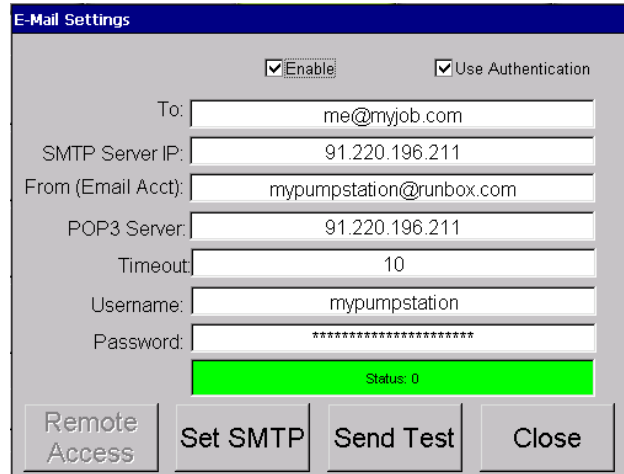 E-Mail Settings
Enable Use Authentication
To: me@myjob.com
SMTP Server IP: 91.220.196.211
From (Email Acct): mypumpstation@runbox.com
POP3 Server: 91.220.196.211
Timeout: 10
Username: mypumpstation
Password: **********************
Status: 0
Remote Access Set SMTP Send Test Close